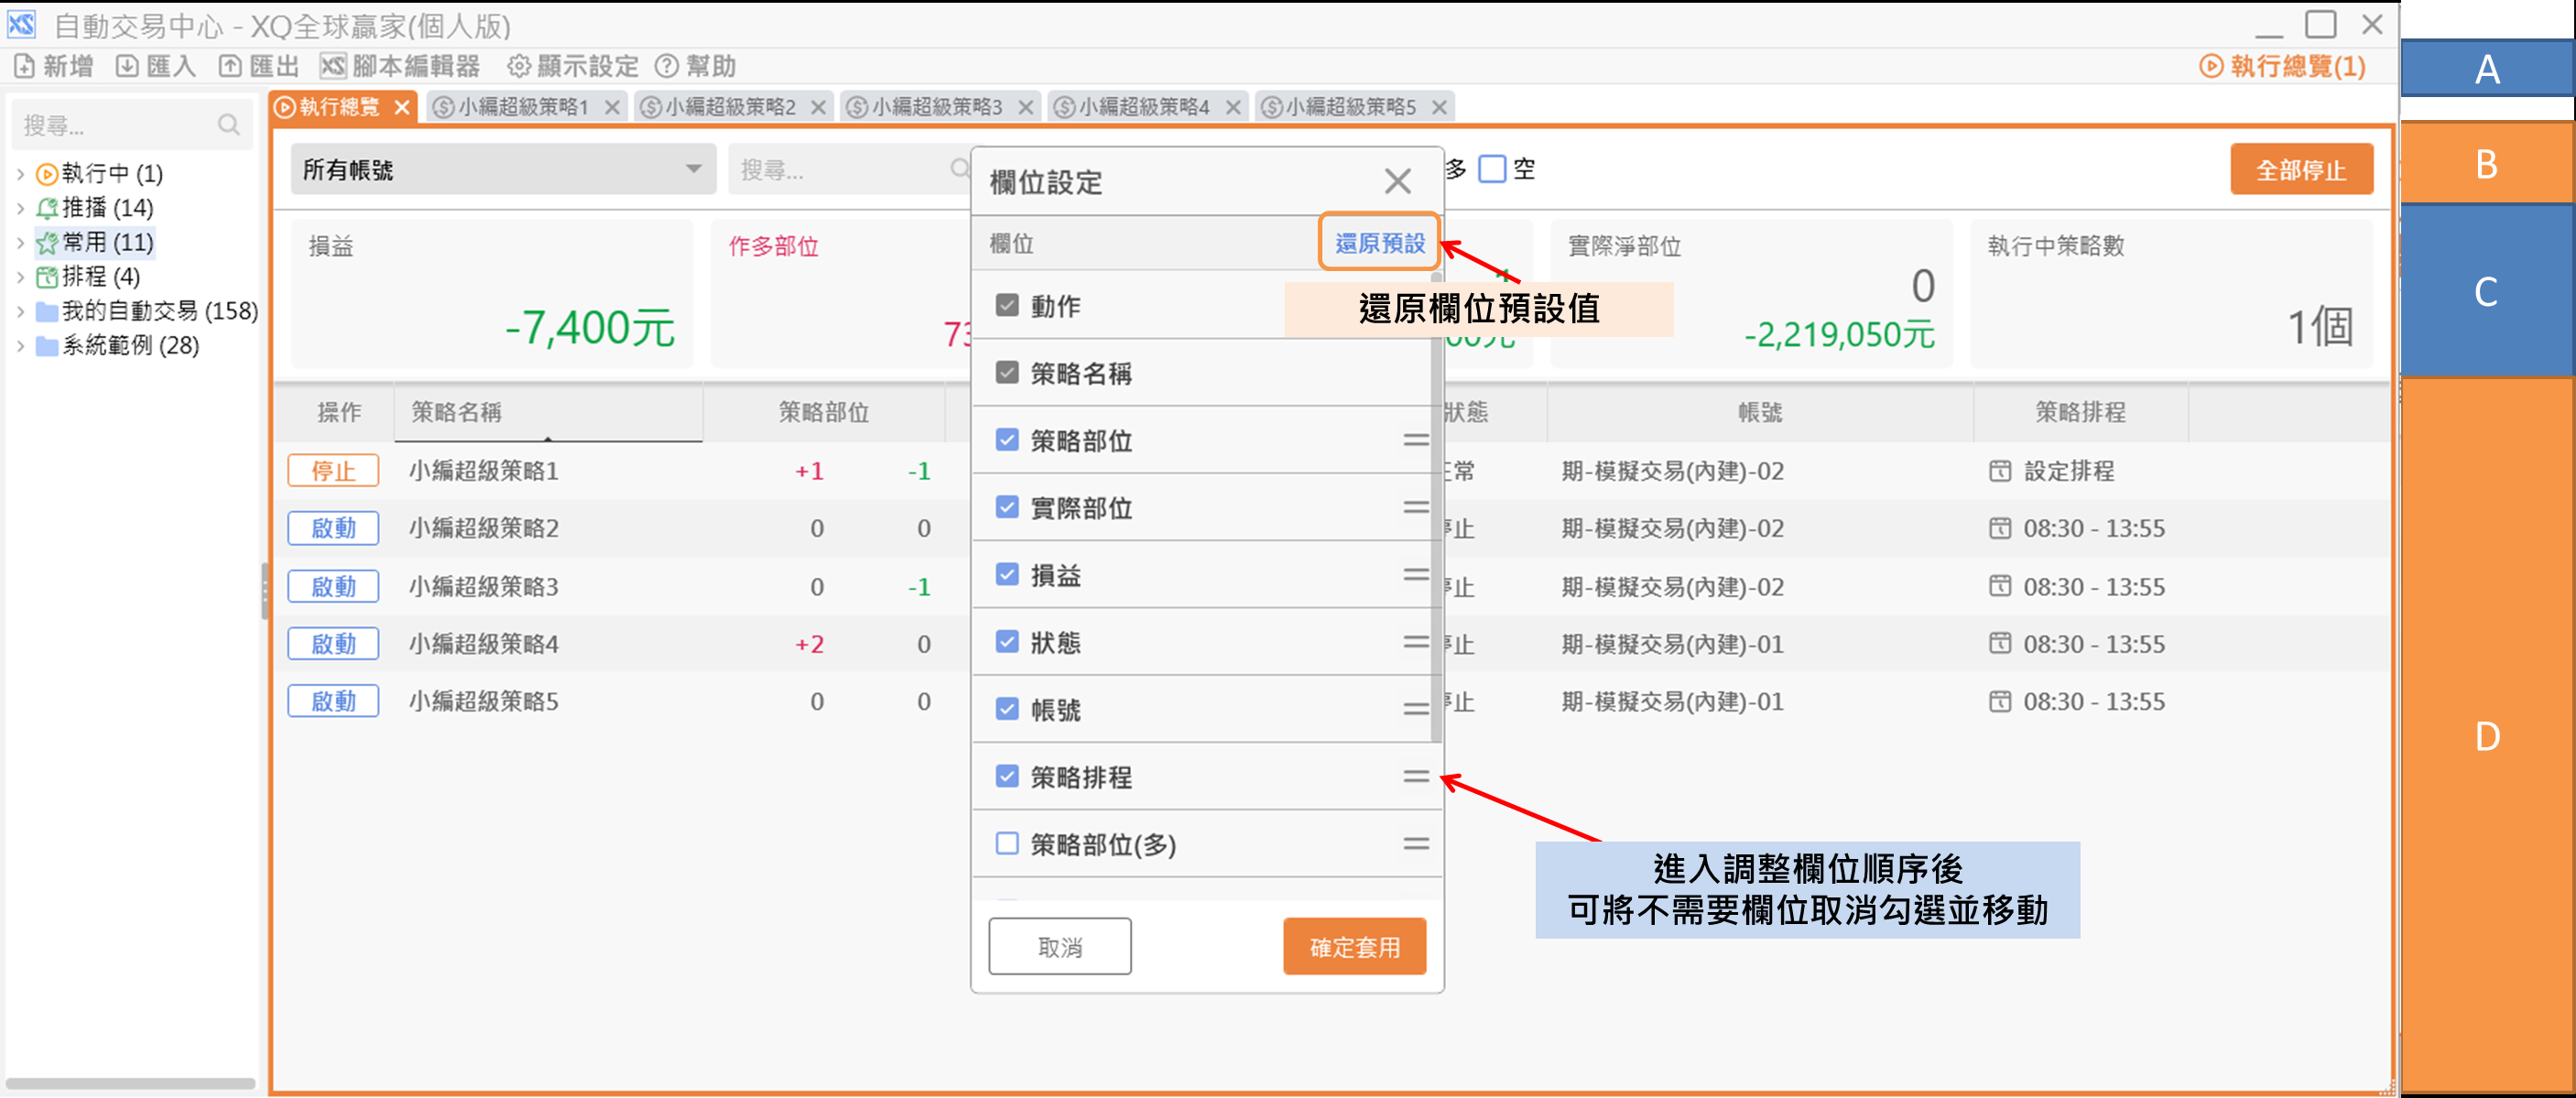 自動交易中心 - XQ全球贏家(個人版)
新增 匯入 匯出 XS 腳本編輯器 顯示設定 幫助 執行總覽(1)
A
搜尋...
執行中 (1)
推播 (14)
常用 (11)
排程 (4)
我的自動交易 (158)
系統範例 (28)
執行總覽 小編超級策略1 小編超級策略2 小編超級策略3 小編超級策略4 小編超級策略5
所有帳號 搜尋... 多 空 全部停止
B
損益
-7,400元
作多部位
73
實際淨部位
0
-2,219,050元
執行中策略數
1個
C
操作 策略名稱 策略部位 狀態 帳號 策略排程
停止 小編超級策略1 +1 -1 常 期-模擬交易(內建)-02 設定排程
啟動 小編超級策略2 0 0 止 期-模擬交易(內建)-02 08:30 - 13:55
啟動 小編超級策略3 0 -1 止 期-模擬交易(內建)-02 08:30 - 13:55
啟動 小編超級策略4 +2 0 止 期-模擬交易(內建)-01 08:30 - 13:55
啟動 小編超級策略5 0 0 止 期-模擬交易(內建)-01 08:30 - 13:55
D
欄位設定
欄位 還原預設
動作
策略名稱
策略部位
實際部位
損益
狀態
帳號
策略排程
策略部位(多)
取消 確定套用
還原欄位預設值
進入調整欄位順序後
可將不需要欄位取消勾選並移動